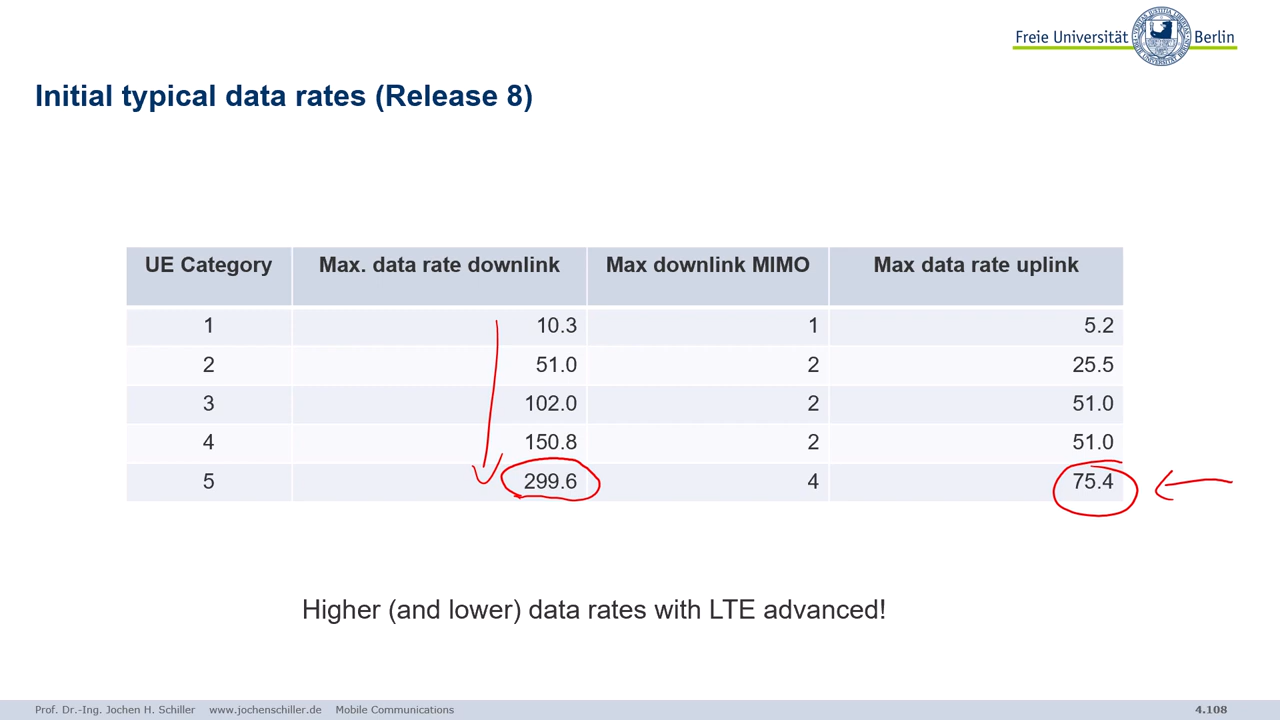 Freie Universität Berlin
Initial typical data rates (Release 8)
UE Category Max. data rate downlink Max downlink MIMO Max data rate uplink
1 10.3 1 5.2
2 51.0 2 25.5
3 102.0 2 51.0
4 150.8 2 51.0
5 299.6 4 75.4
Higher (and lower) data rates with LTE advanced!
Prof. Dr.-Ing. Jochen H. Schiller www.jochenschiller.de Mobile Communications 4.108